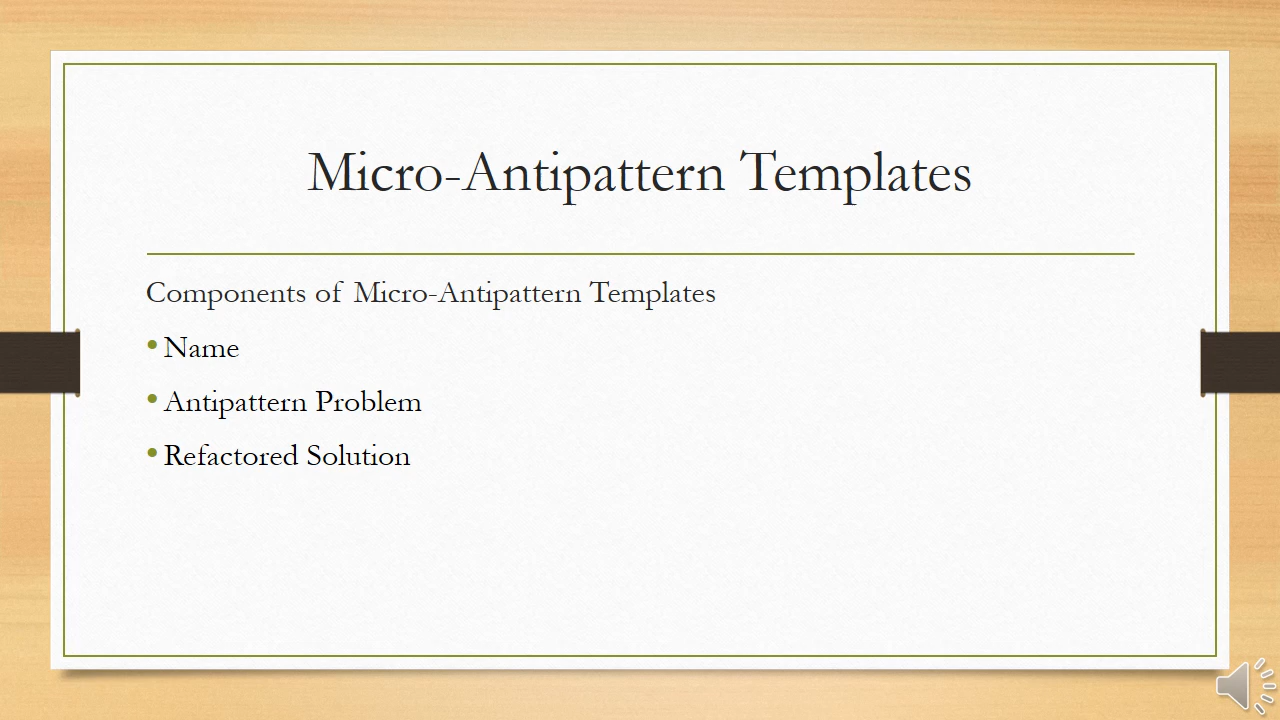 Micro-Antipattern Templates
Components of Micro-Antipattern Templates
• Name
• Antipattern Problem
• Refactored Solution